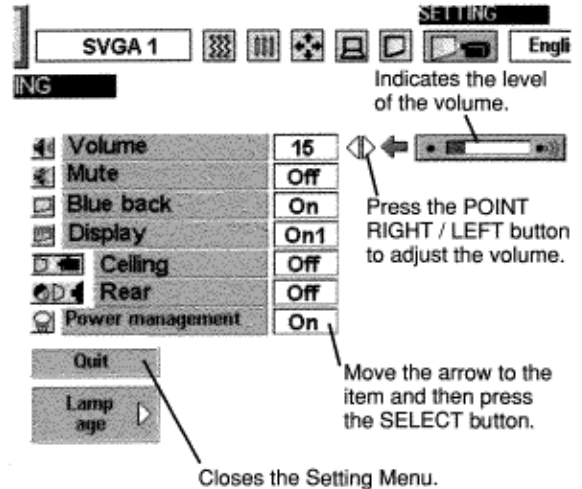 SETTING
SVGA 1
Engli
ING
Indicates the level
of the volume.
Volume 15
Mute Off
Blue back On
Display On1
Ceiling Off
Rear Off
Power management On
Press the POINT
RIGHT / LEFT button
to adjust the volume.
Quit
Lamp
age
Move the arrow to the
item and then press
the SELECT button.
Closes the Setting Menu.